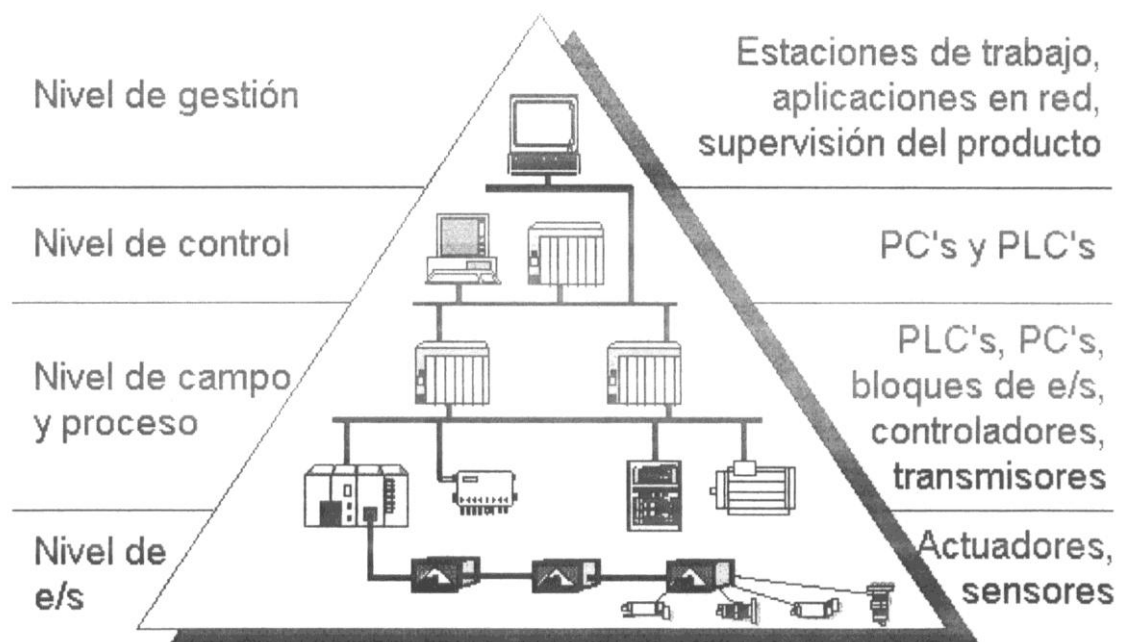 Nivel de gestión
Estaciones de trabajo,
aplicaciones en red,
supervisión del producto
Nivel de control
PC's y PLC's
Nivel de campo
y proceso
PLC's, PC's,
bloques de e/s,
controladores,
transmisores
Nivel de
e/s
Actuadores,
sensores